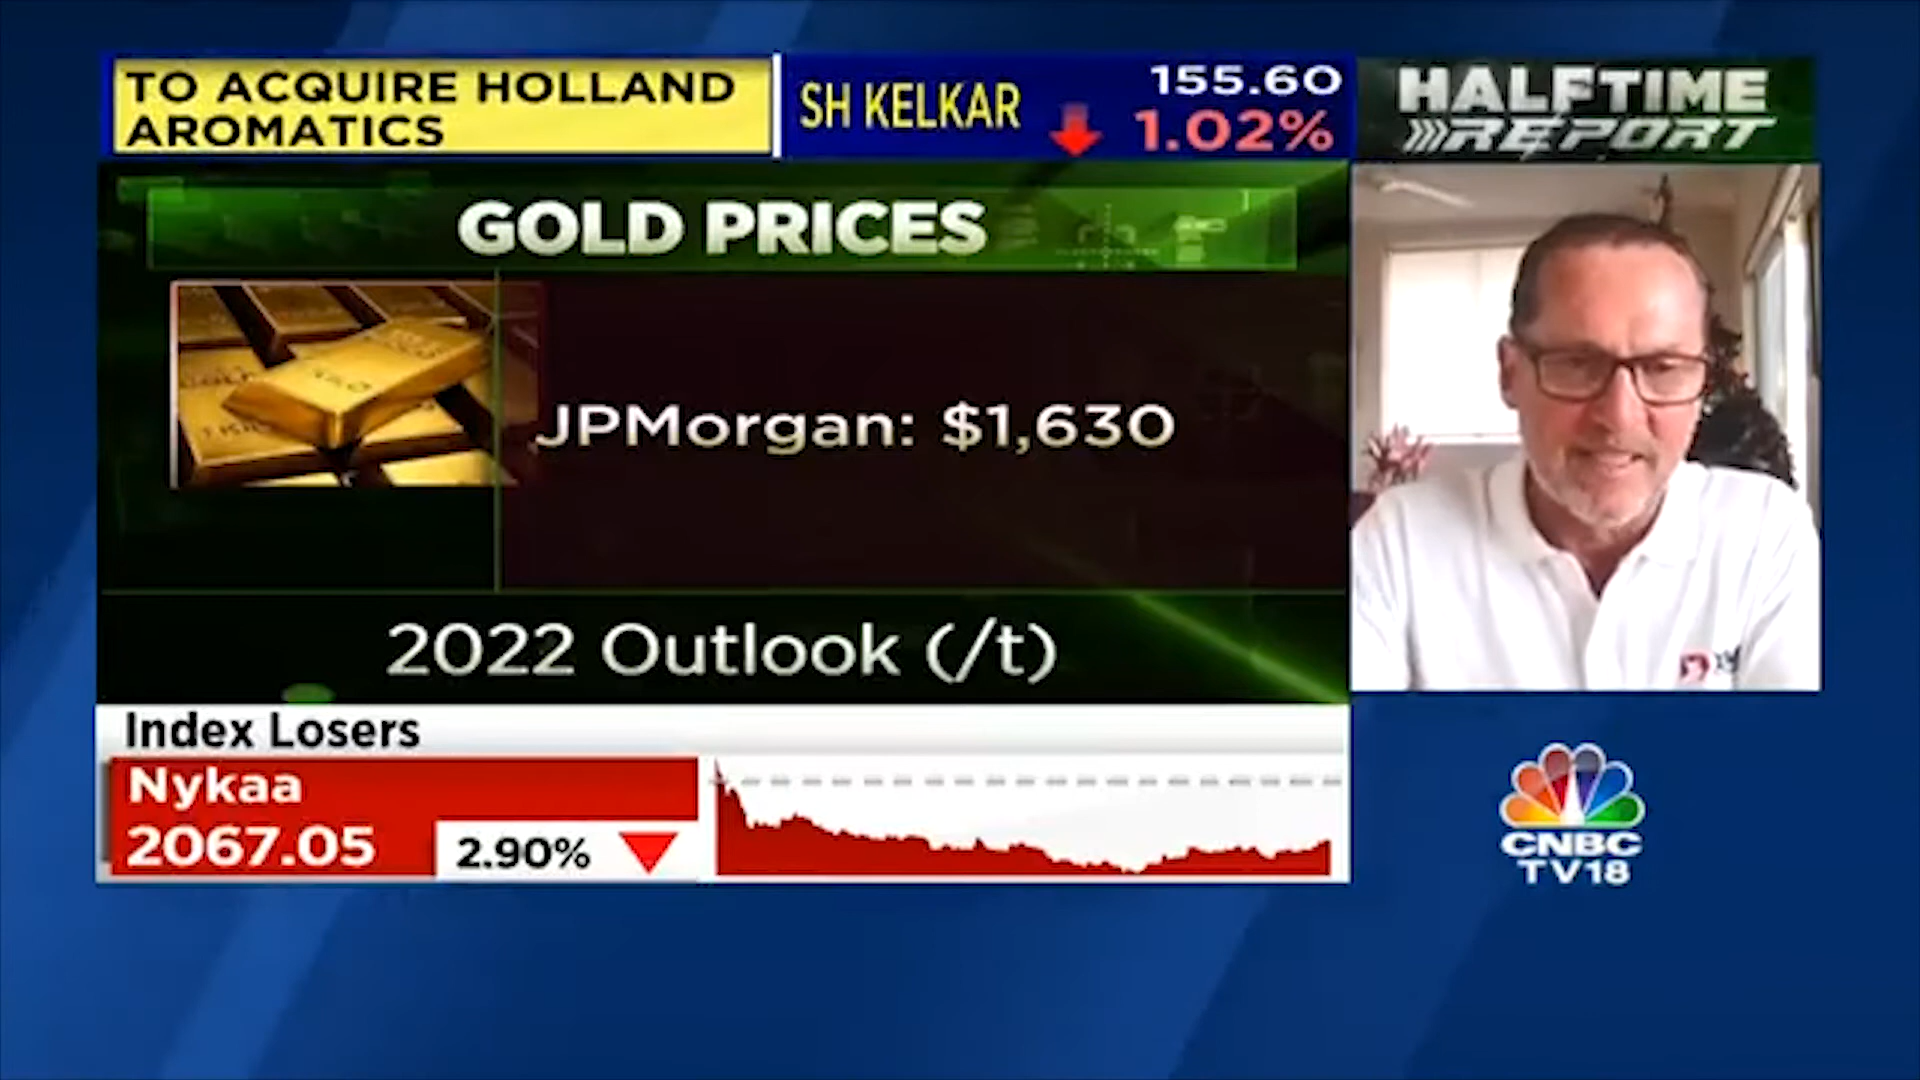 TO ACQUIRE HOLLAND
AROMATICS
SH KELKAR
155.60
1.02%
HALFTIME
REPORT
GOLD PRICES
JPMorgan: $1,630
2022 Outlook (/t)
Index Losers
Nykaa
2067.05
2.90%
CNBC
TV18